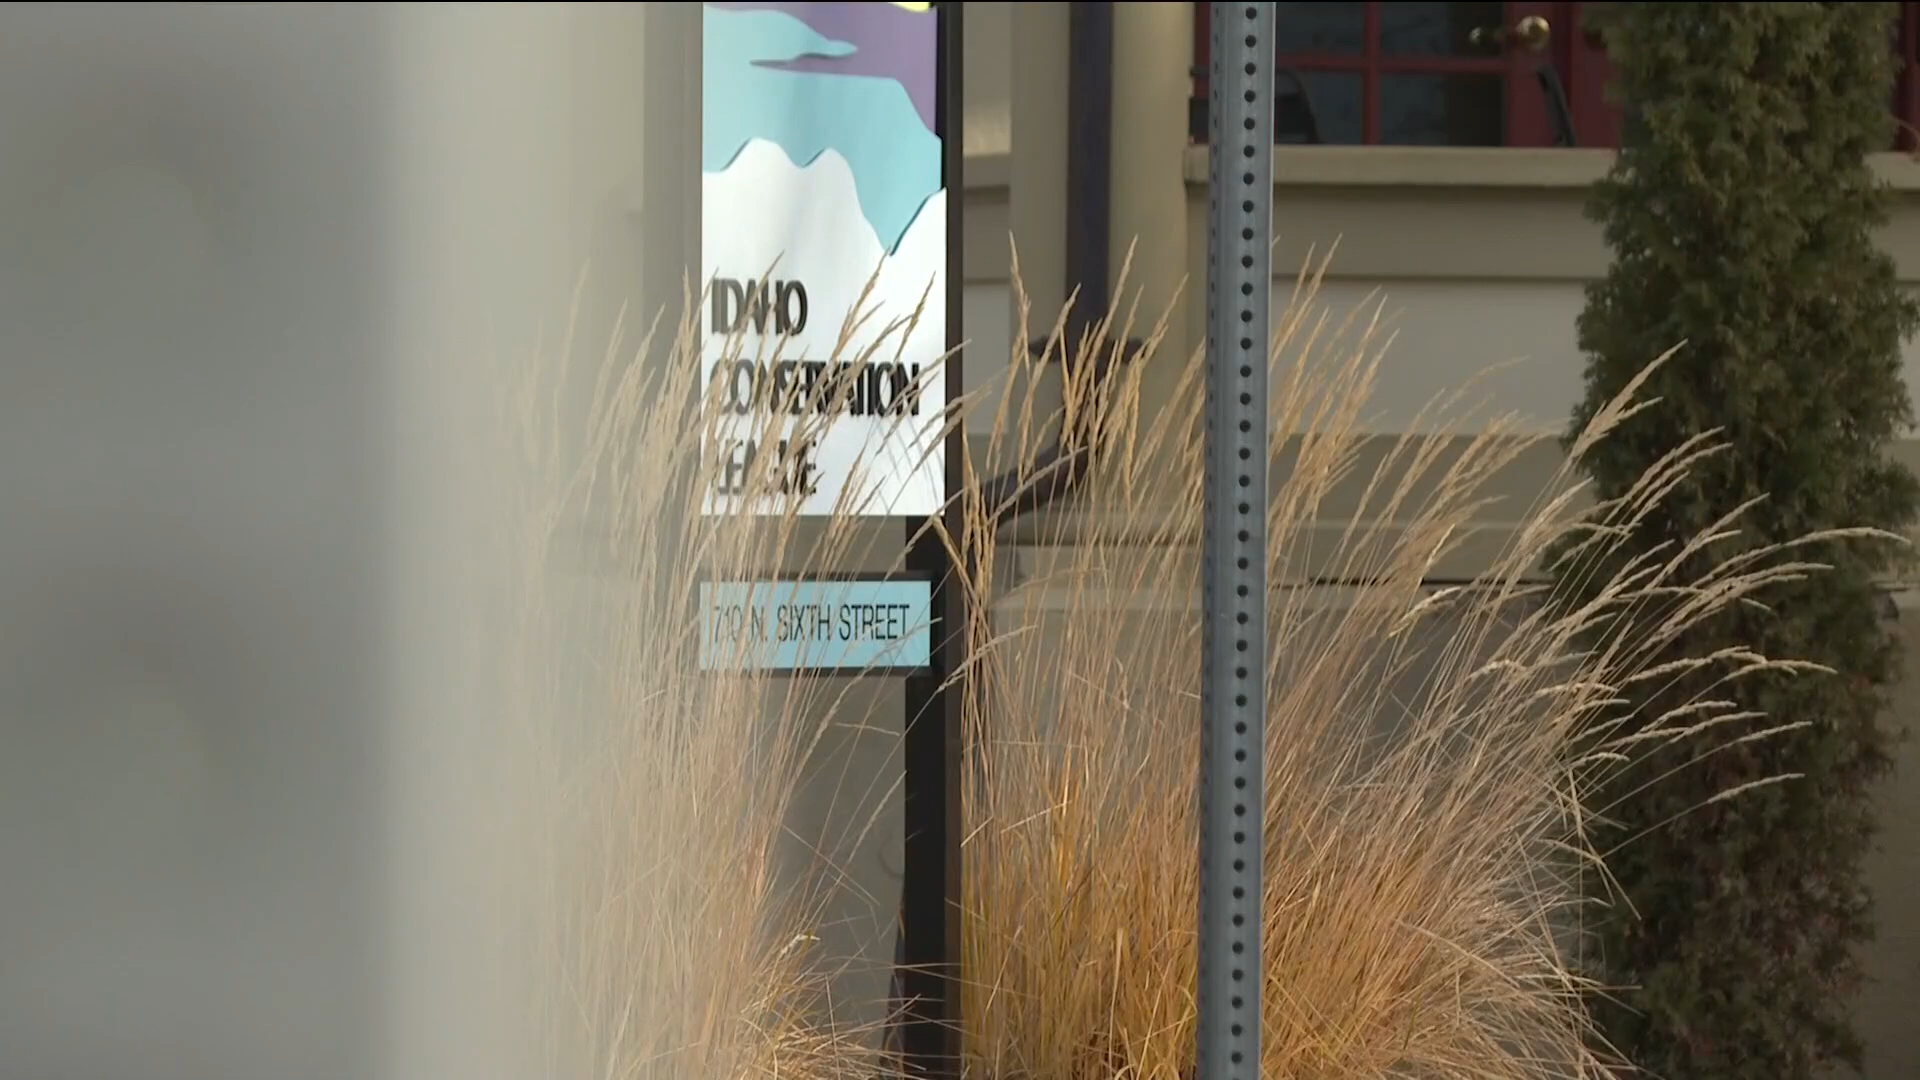 IDAHO
CONSERVATION
LEAGUE
710 N. SIXTH STREET